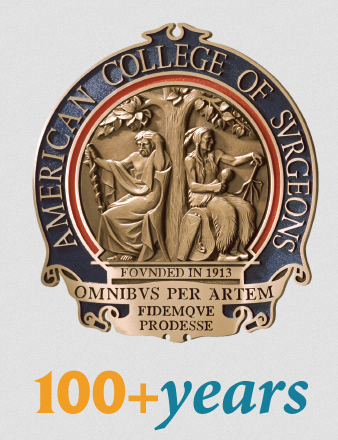 AMERICAN COLLEGE OF SVRGEONS
FOVNDED IN 1913
OMNIBVS PER ARTEM
FIDEMQVE
PRODESSE
100+years